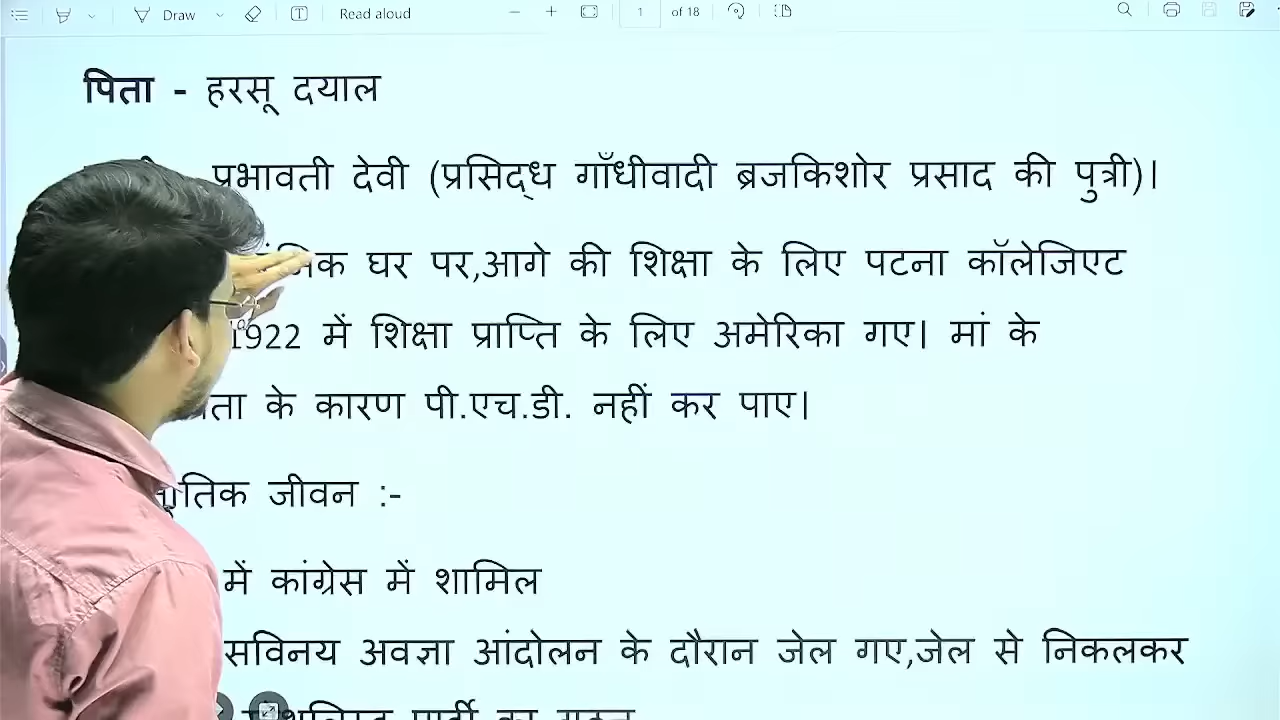 Draw
Read aloud
1 of 18
पिता - हरसू दयाल
प्रभावती देवी (प्रसिद्ध गाँधीवादी ब्रजकिशोर प्रसाद की पुत्री)।
घर पर,आगे की शिक्षा के लिए पटना कॉलेजिएट
1922 में शिक्षा प्राप्ति के लिए अमेरिका गए। मां के
के कारण पी.एच.डी. नहीं कर पाए।
जीवन :-
में कांग्रेस में शामिल
सविनय अवज्ञा आंदोलन के दौरान जेल गए,जेल से निकलकर